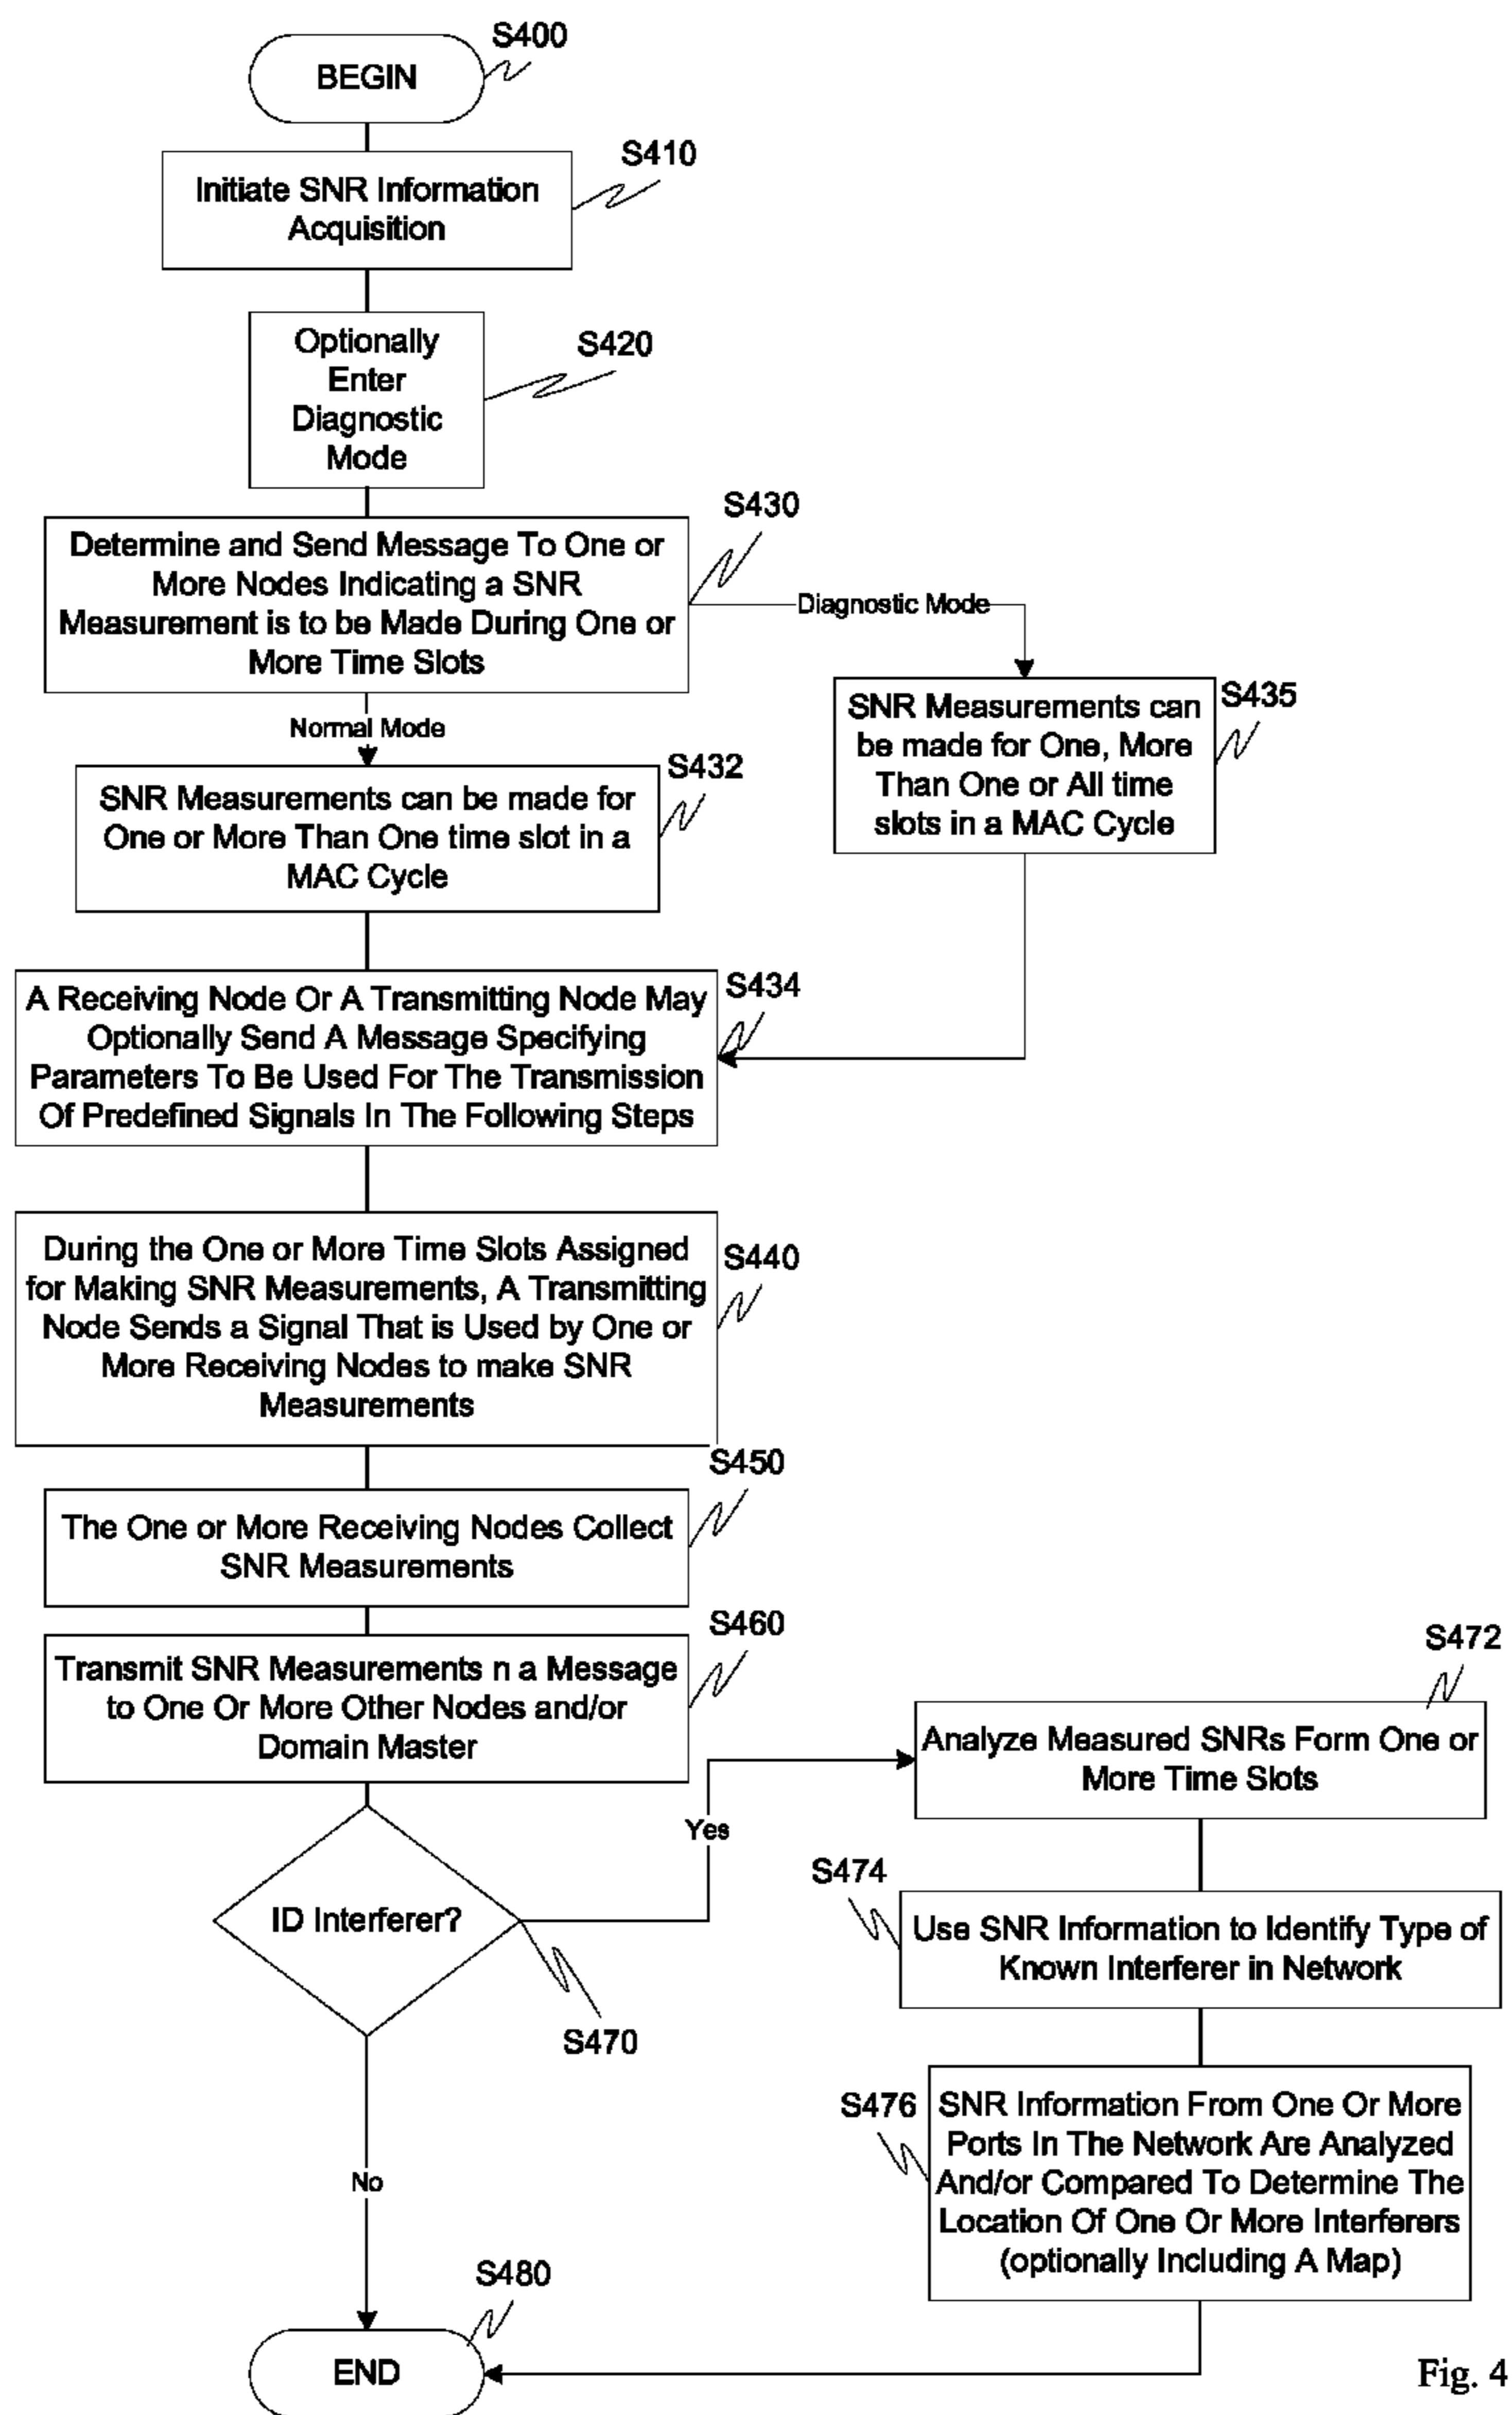 BEGIN
S400
Initiate SNR Information
Acquisition
S410
Optionally
Enter
Diagnostic
Mode
S420
Determine and Send Message To One or
More Nodes Indicating a SNR
Measurement is to be Made During One or
More Time Slots
S430
Diagnostic Mode
Normal Mode
SNR Measurements can
be made for One, More
Than One or All time
slots in a MAC Cycle
S435
SNR Measurements can be made for
One or More Than One time slot in a
MAC Cycle
S432
A Receiving Node Or A Transmitting Node May
Optionally Send A Message Specifying
Parameters To Be Used For The Transmission
Of Predefined Signals In The Following Steps
S434
During the One or More Time Slots Assigned
for Making SNR Measurements, A Transmitting
Node Sends a Signal That is Used by One or
More Receiving Nodes to make SNR
Measurements
S440
The One or More Receiving Nodes Collect
SNR Measurements
S450
Transmit SNR Measurements n a Message
to One Or More Other Nodes and/or
Domain Master
S460
ID Interferer?
S470
Yes
No
Analyze Measured SNRs Form One or
More Time Slots
S472
Use SNR Information to Identify Type of
Known Interferer in Network
S474
SNR Information From One Or More
Ports In The Network Are Analyzed
And/or Compared To Determine The
Location Of One Or More Interferers
(optionally Including A Map)
S476
END
S480
Fig. 4